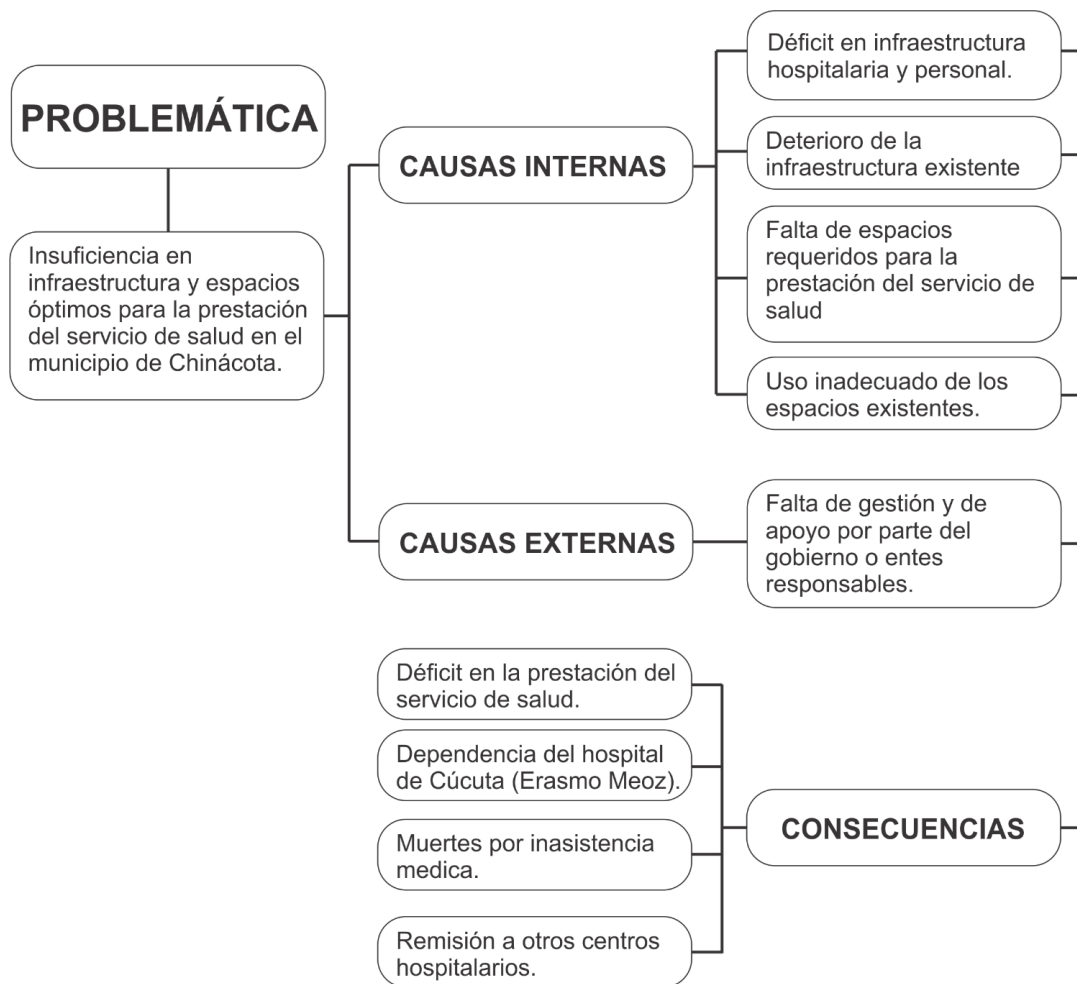 PROBLEMÁTICA
Insuficiencia en
infraestructura y espacios
óptimos para la prestación
del servicio de salud en el
municipio de Chinácota.
CAUSAS INTERNAS
Déficit en infraestructura
hospitalaria y personal.
Deterioro de la
infraestructura existente
Falta de espacios
requeridos para la
prestación del servicio de
salud
Uso inadecuado de los
espacios existentes.
CAUSAS EXTERNAS
Falta de gestión y de
apoyo por parte del
gobierno o entes
responsables.
Déficit en la prestación del
servicio de salud.
Dependencia del hospital
de Cúcuta (Erasmo Meoz).
Muertes por inasistencia
medica.
Remisión a otros centros
hospitalarios.
CONSECUENCIAS